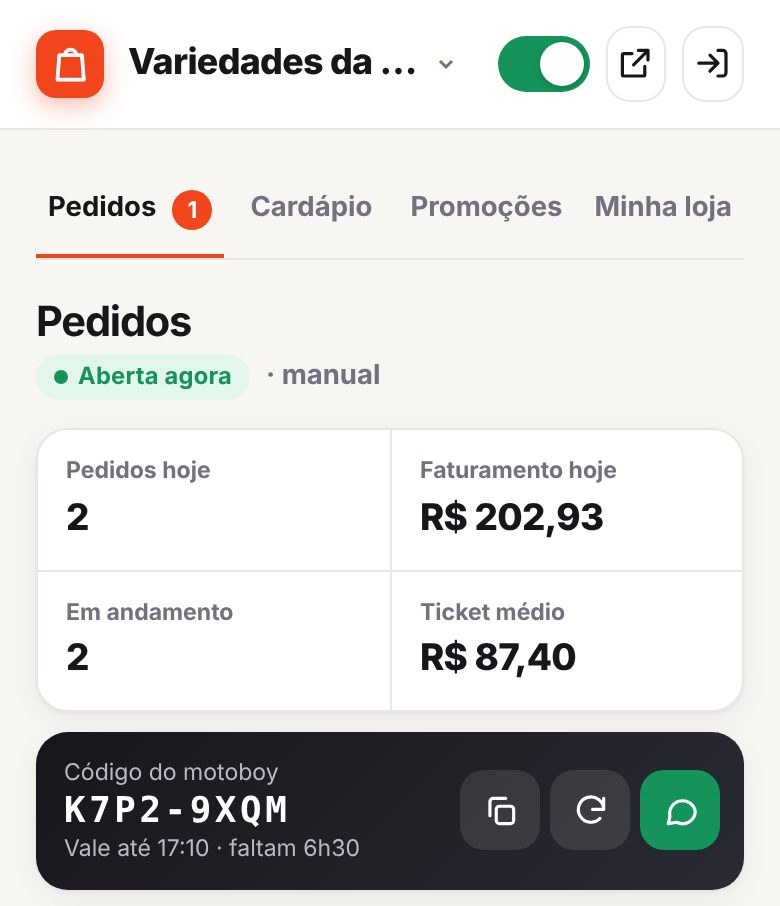 Variedades da ...
Pedidos 1 Cardápio Promoções Minha loja
Pedidos
Aberta agora · manual
Pedidos hoje
2
Faturamento hoje
R$ 202,93
Em andamento
2
Ticket médio
R$ 87,40
Código do motoboy
K7P2-9XQM
Vale até 17:10 · faltam 6h30